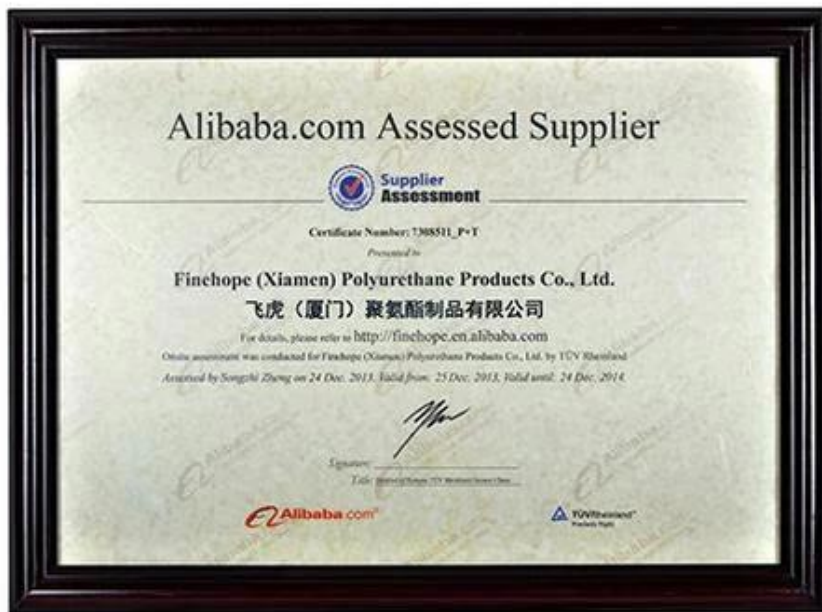 Alibaba.com Assessed Supplier
Supplier
Assessment
Certificate Number: 7308511_P+T
Presented to
Finehope (Xiamen) Polyurethane Products Co., Ltd.
飞虎（厦门）聚氨酯制品有限公司
For details, please refer to http://finehope.en.alibaba.com
Onsite assessment was conducted for Finehope (Xiamen) Polyurethane Products Co., Ltd. by TÜV Rheinland
Assessed by Songzhi Zheng on 24 Dec. 2013, Valid from: 25 Dec. 2013, Valid until: 24 Dec. 2014.
Signature:
Title:
Alibaba.com®
TÜVRheinland®
Precisely Right.